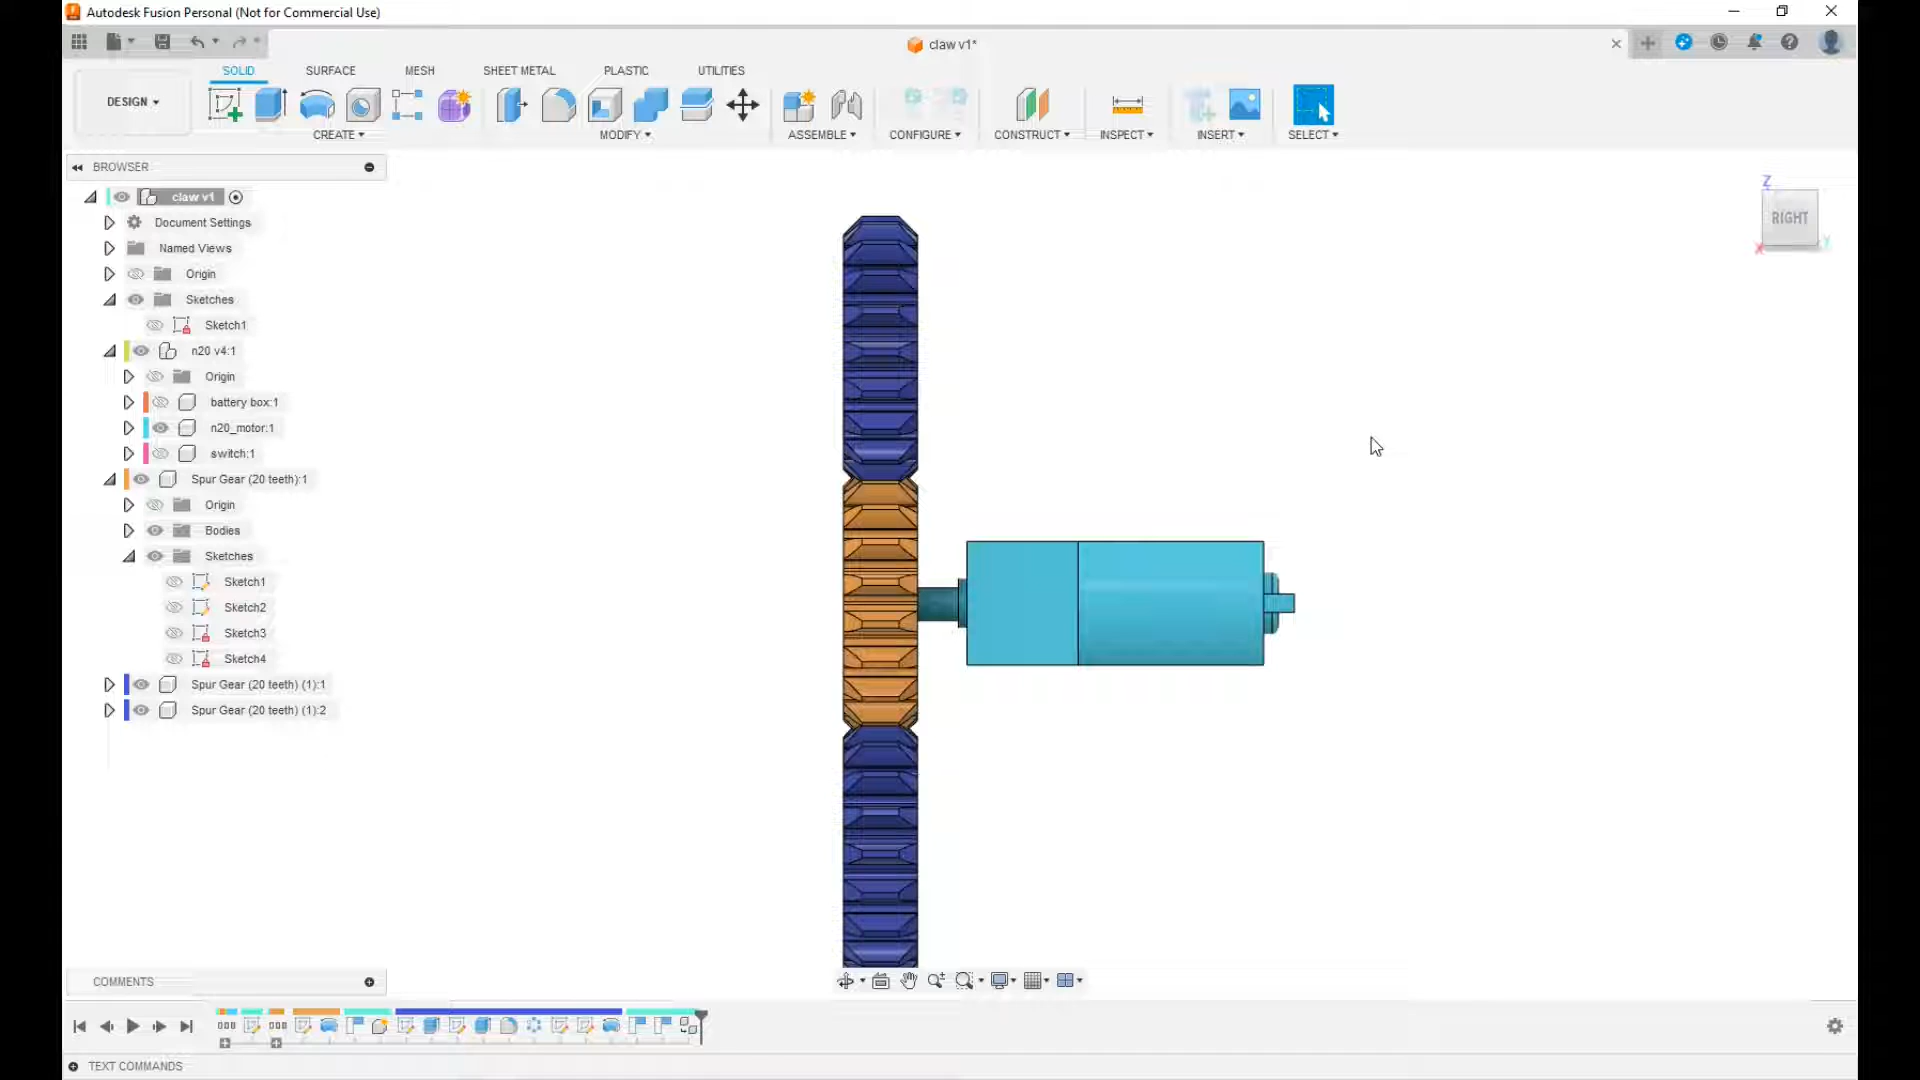 Autodesk Fusion Personal (Not for Commercial Use)
claw v1*
DESIGN
SOLID
SURFACE
MESH
SHEET METAL
PLASTIC
UTILITIES
CREATE
MODIFY
ASSEMBLE
CONFIGURE
CONSTRUCT
INSPECT
INSERT
SELECT
BROWSER
claw v1
Document Settings
Named Views
Origin
Sketches
Sketch1
n20 v4:1
Origin
battery box:1
n20_motor:1
switch:1
Spur Gear (20 teeth):1
Origin
Bodies
Sketches
Sketch1
Sketch2
Sketch3
Sketch4
Spur Gear (20 teeth) (1):1
Spur Gear (20 teeth) (1):2
Z
RIGHT
X
Y
COMMENTS
TEXT COMMANDS